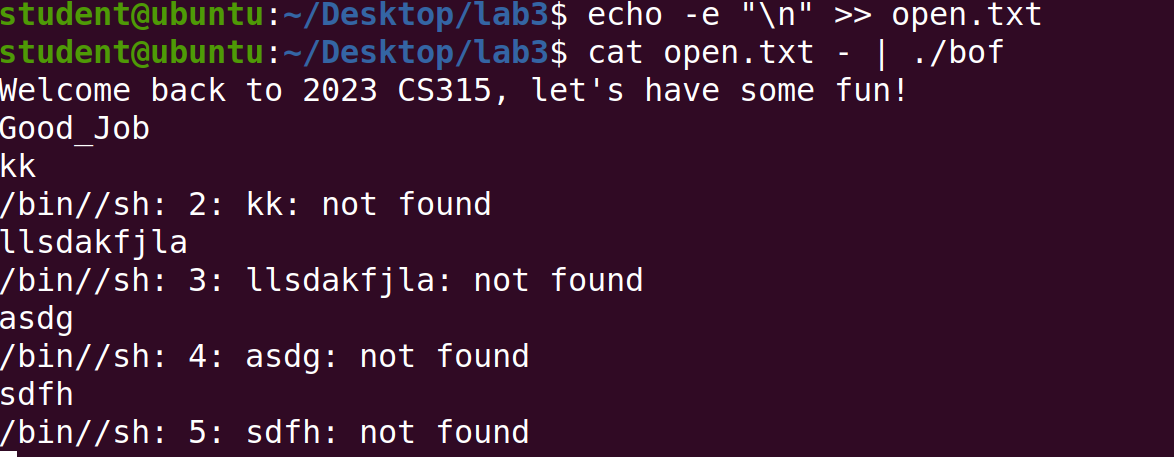 student@ubuntu:~/Desktop/lab3$ echo -e "\n" >> open.txt
student@ubuntu:~/Desktop/lab3$ cat open.txt - | ./bof
Welcome back to 2023 CS315, let's have some fun!
Good_Job
kk
/bin//sh: 2: kk: not found
llsdakfjla
/bin//sh: 3: llsdakfjla: not found
asdg
/bin//sh: 4: asdg: not found
sdfh
/bin//sh: 5: sdfh: not found